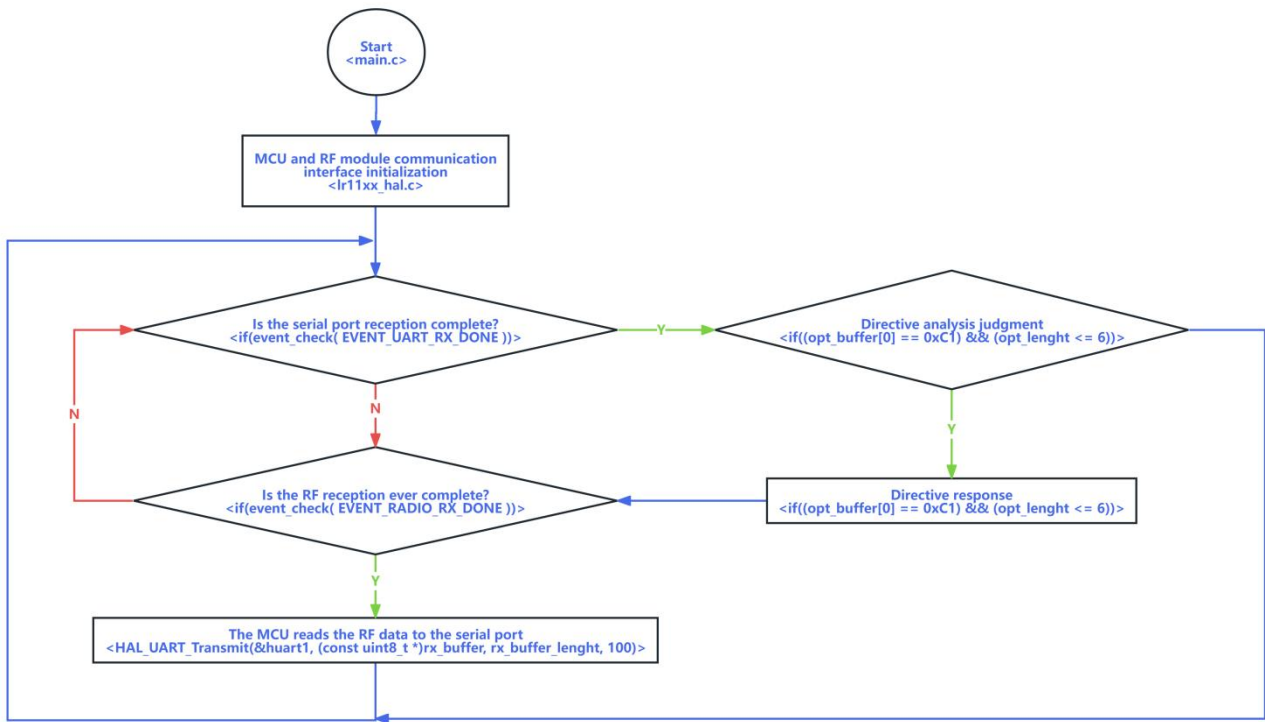 Start
<main.c>
MCU and RF module communication
interface initialization
<lr11xx_hal.c>
Is the serial port reception complete?
<if(event_check( EVENT_UART_RX_DONE ))>
Y
Directive analysis judgment
<if((opt_buffer[0] == 0xC1) && (opt_lenght <= 6))>
N
N
Y
Is the RF reception ever complete?
<if(event_check( EVENT_RADIO_RX_DONE ))>
Directive response
<if((opt_buffer[0] == 0xC1) && (opt_lenght <= 6))>
Y
The MCU reads the RF data to the serial port
<HAL_UART_Transmit(&huart1, (const uint8_t *)rx_buffer, rx_buffer_lenght, 100)>